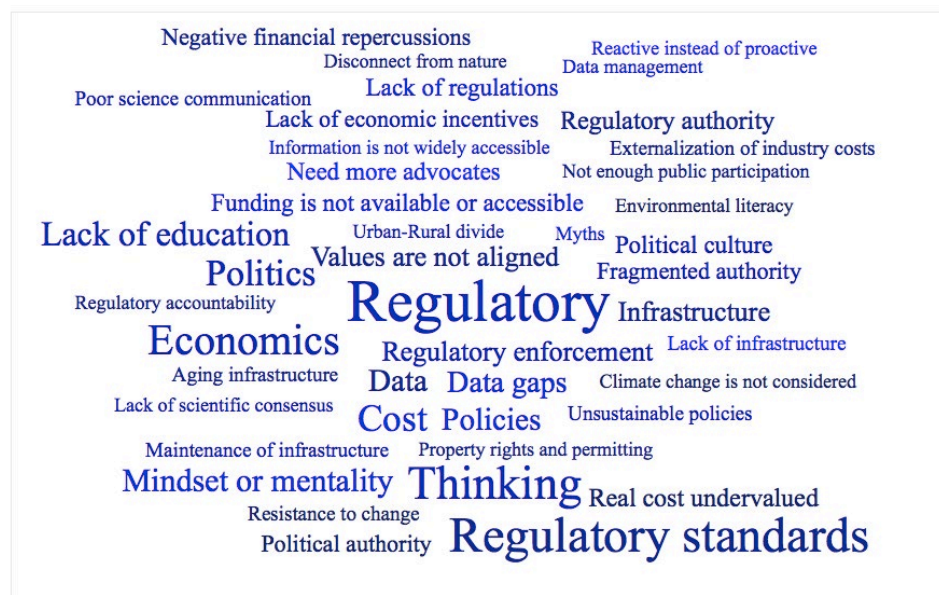 Negative financial repercussions
Reactive instead of proactive
Disconnect from nature
Data management
Lack of regulations
Poor science communication
Lack of economic incentives
Regulatory authority
Information is not widely accessible
Externalization of industry costs
Need more advocates
Not enough public participation
Funding is not available or accessible
Environmental literacy
Lack of education
Urban-Rural divide
Myths
Political culture
Values are not aligned
Politics
Fragmented authority
Regulatory accountability
Regulatory
Infrastructure
Economics
Regulatory enforcement
Lack of infrastructure
Aging infrastructure
Data
Data gaps
Climate change is not considered
Lack of scientific consensus
Cost
Policies
Unsustainable policies
Maintenance of infrastructure
Property rights and permitting
Mindset or mentality
Thinking
Real cost undervalued
Resistance to change
Political authority
Regulatory standards